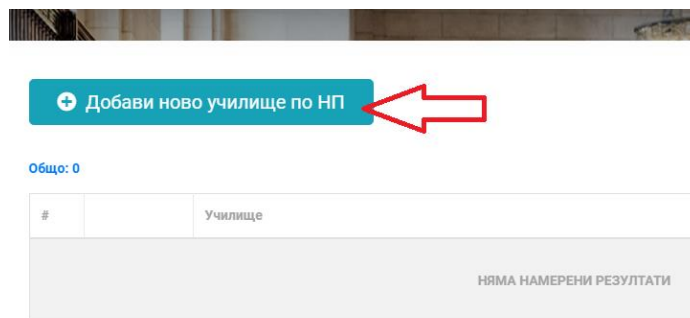 Добави ново училище по НП
Общо: 0
# Училище
НЯМА НАМЕРЕНИ РЕЗУЛТАТИ